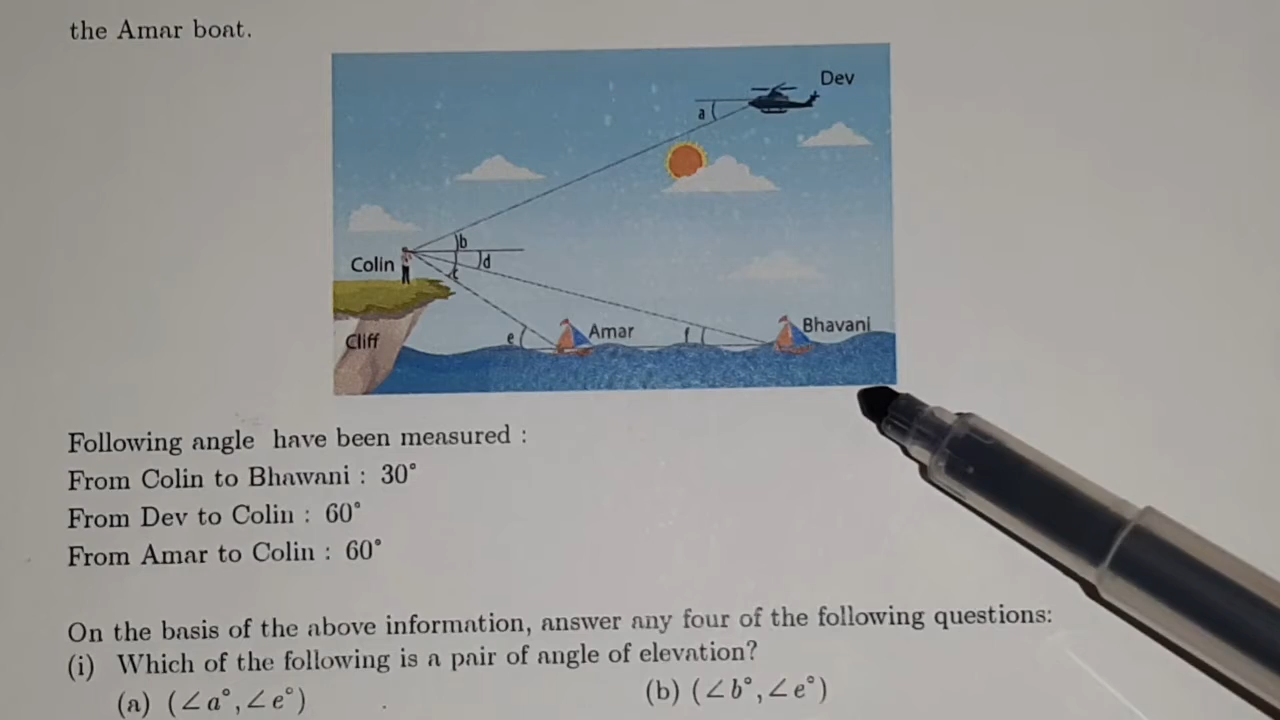 the Amar boat.
Dev
a
b
Colin
d
c
Cliff
e
Amar
f
Bhavani
Following angle have been measured :
From Colin to Bhawani : 30°
From Dev to Colin : 60°
From Amar to Colin : 60°
On the basis of the above information, answer any four of the following questions:
(i) Which of the following is a pair of angle of elevation?
(a) (∠a°, ∠e°) (b) (∠b°, ∠e°)